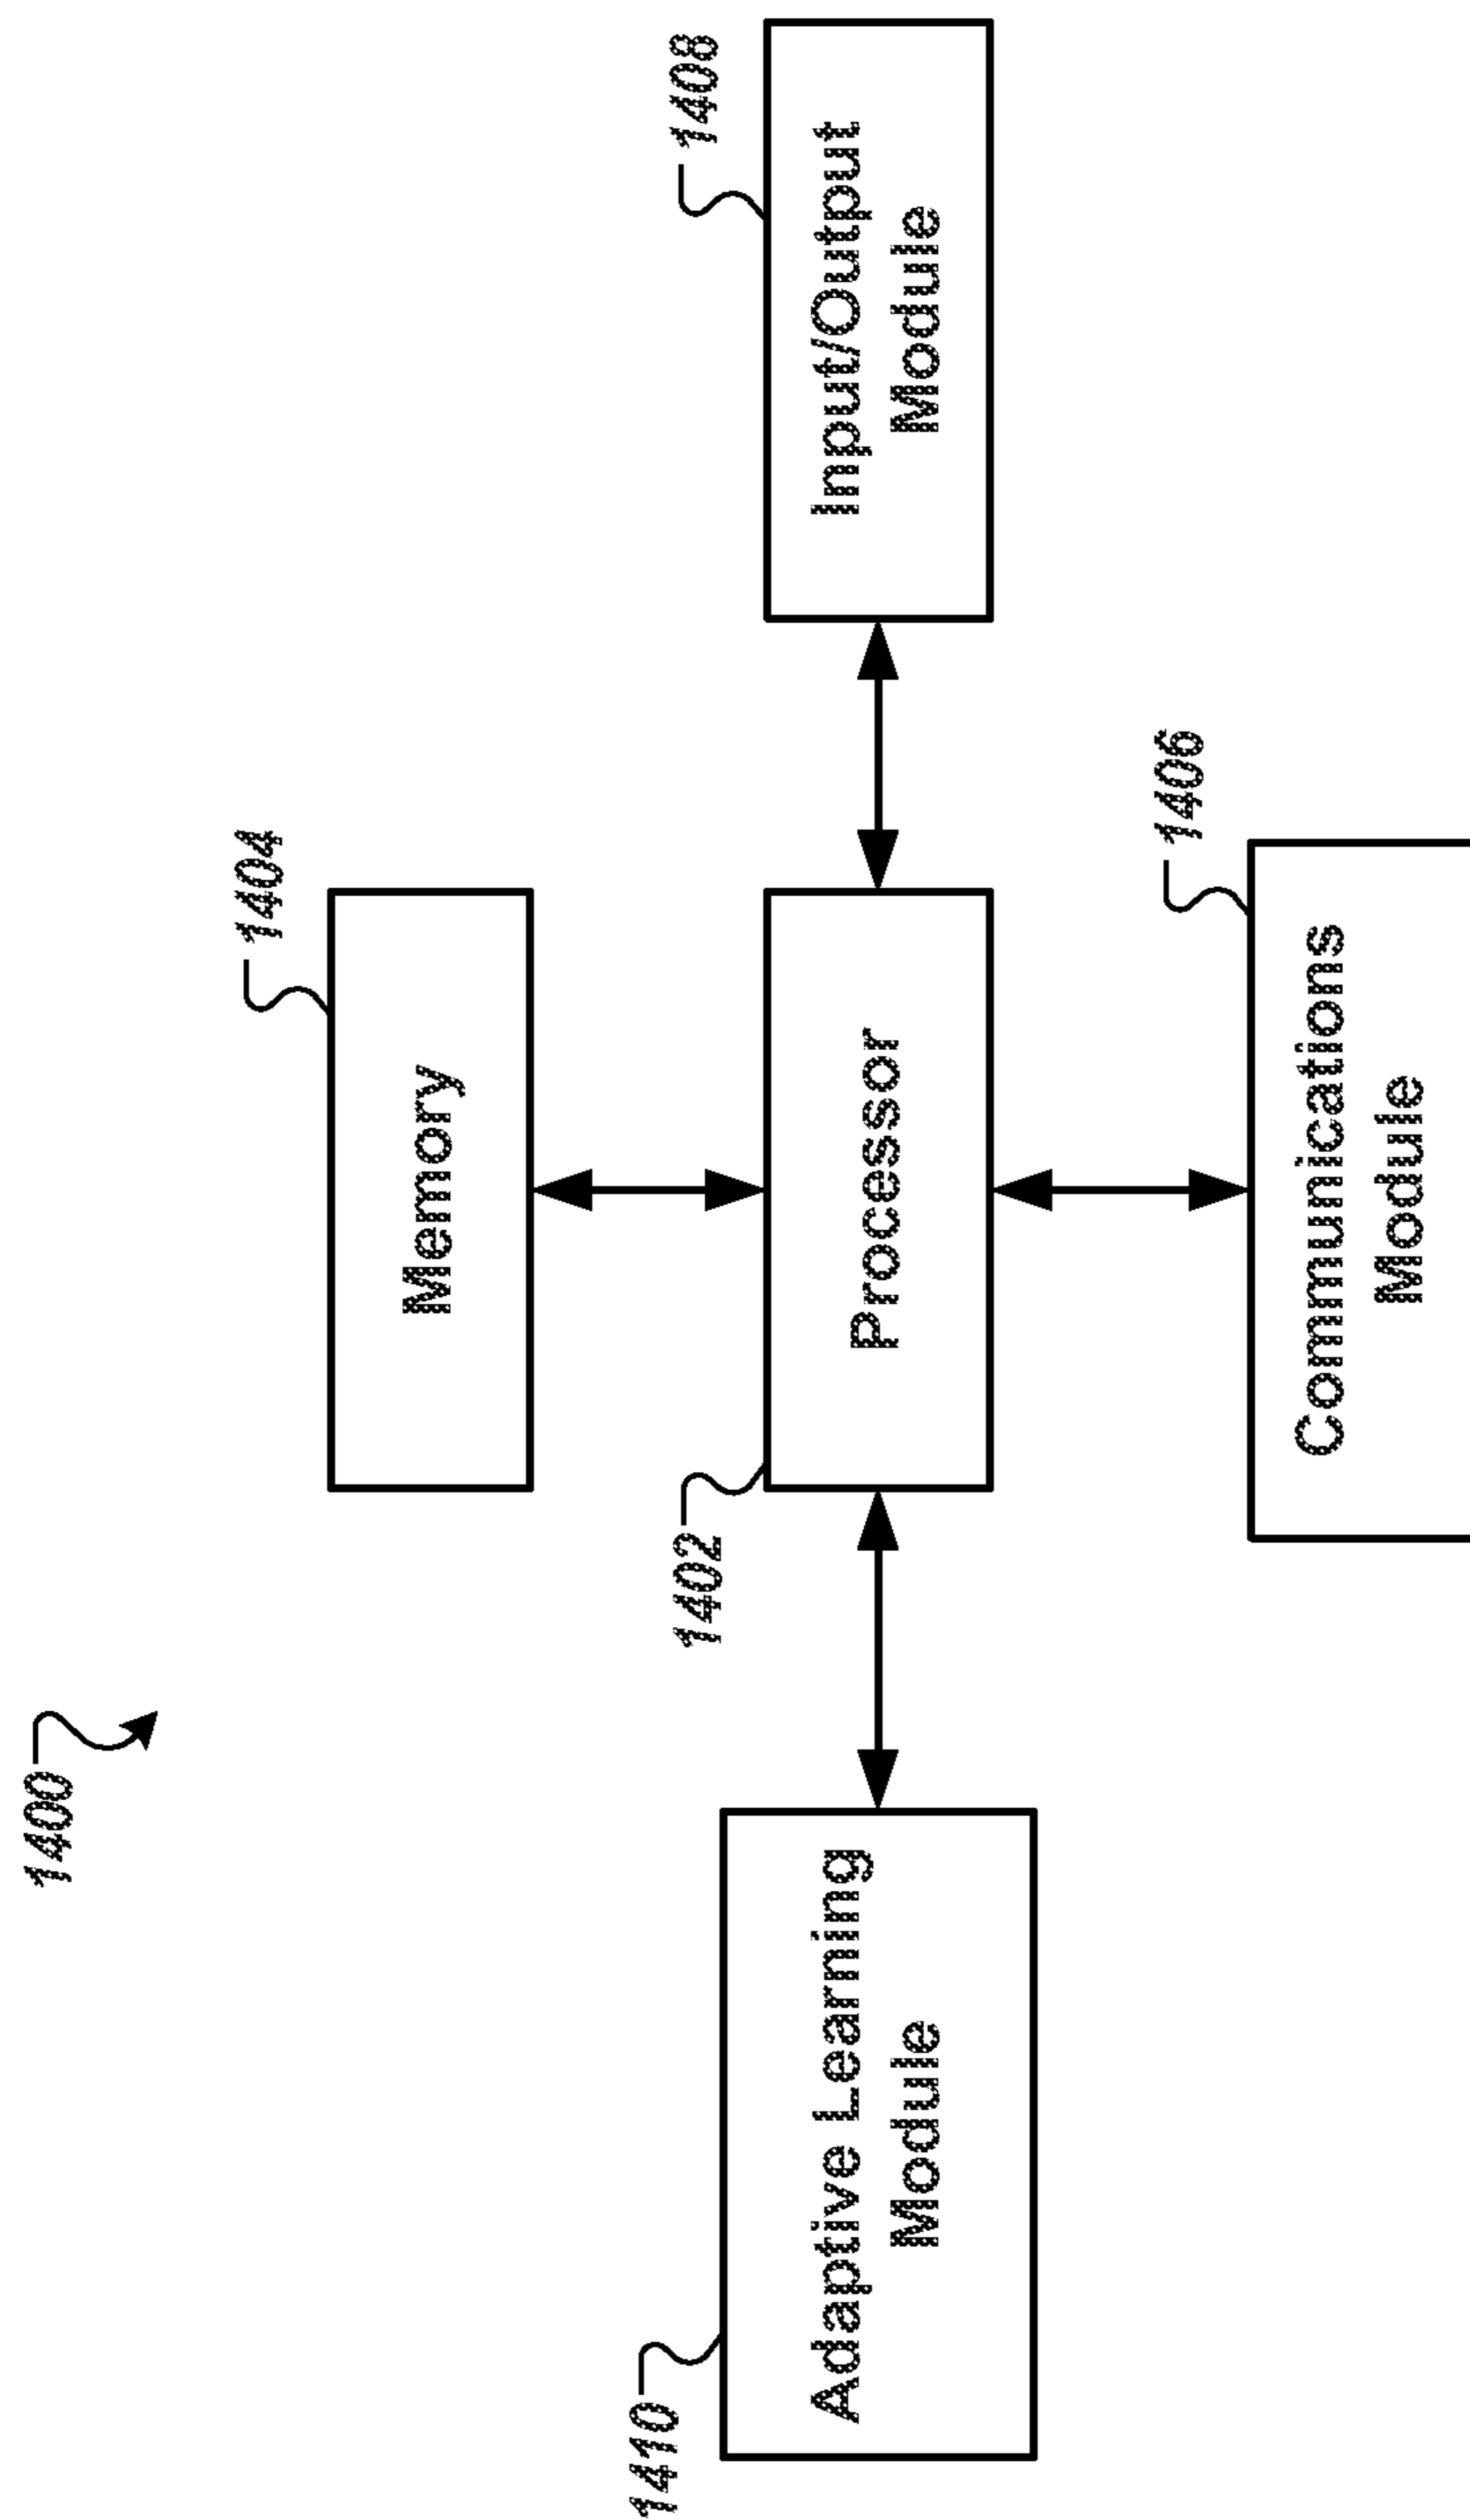 1400
1404
Memory
1402
Processor
1408
Input/Output
Module
1410
Adaptive Learning
Module
1406
Communications
Module